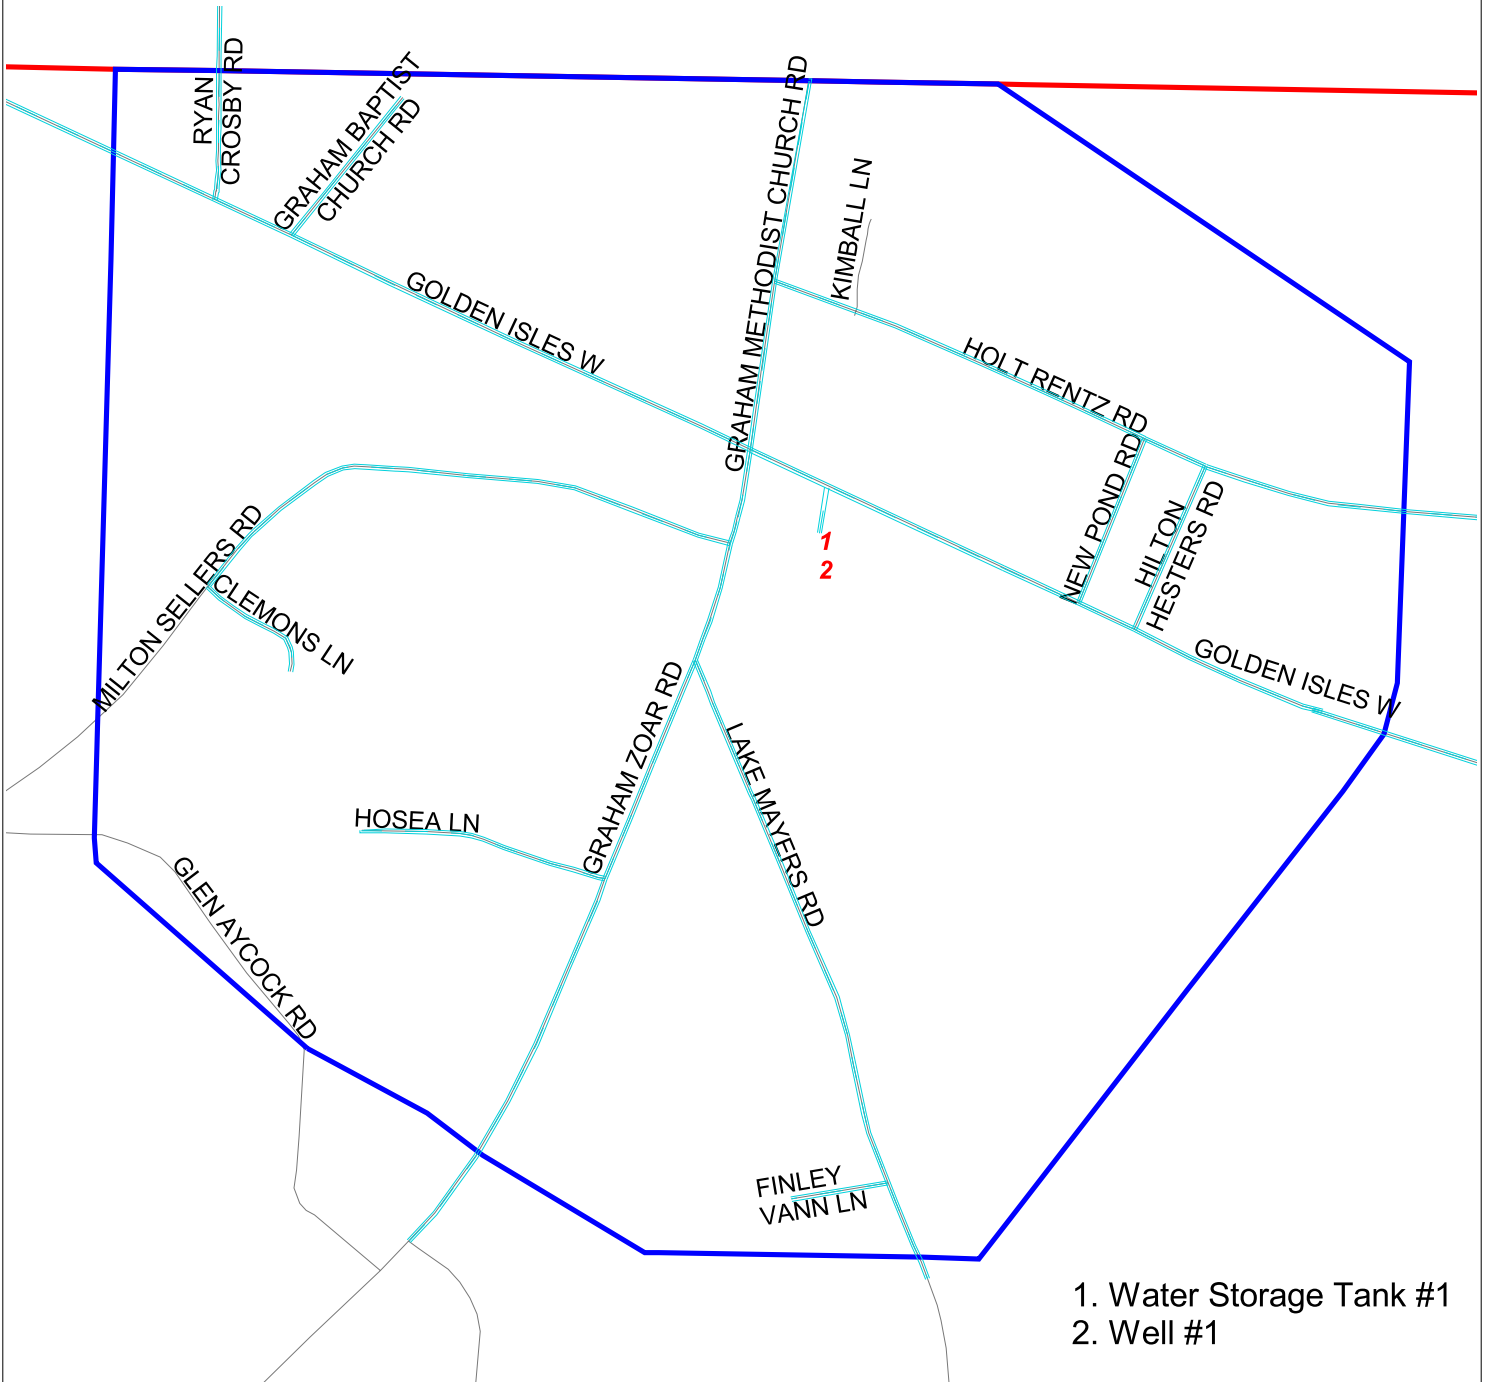 RYAN
CROSBY RD
GRAHAM BAPTIST
CHURCH RD
GRAHAM METHODIST CHURCH RD
KIMBALL LN
GOLDEN ISLES W
HOLT RENTZ RD
NEW POND RD
HILTON
HESTERS RD
1
2
MILTON SELLERS RD
CLEMONS LN
GOLDEN ISLES W
GRAHAM ZOAR RD
LAKE MAYERS RD
HOSEA LN
GLEN AYCOCK RD
FINLEY
VANN LN
1. Water Storage Tank #1
2. Well #1